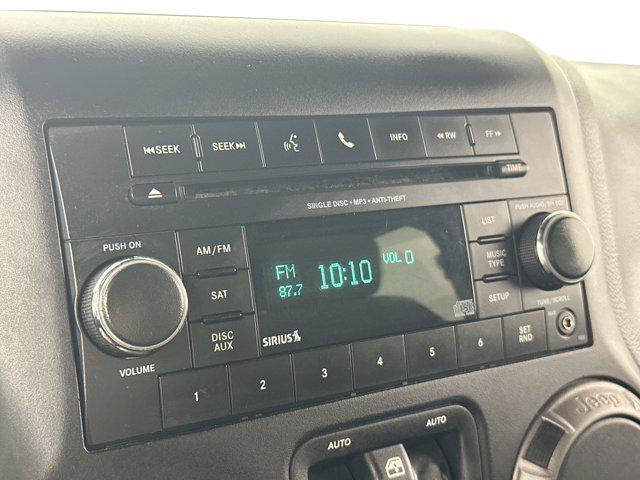 SEEK SEEK INFO RW FF
TIME
SINGLE DISC • MP3 • ANTI-THEFT
PUSH ON AM/FM LIST PUSH AUDIO/
FM 10:10 VOL 0
87.7
MUSIC TYPE
SAT SETUP
TUNE/SCROLL
DISC AUX SIRIUS SET RND
VOLUME
1 2 3 4 5 6
AUTO AUTO
Jeep